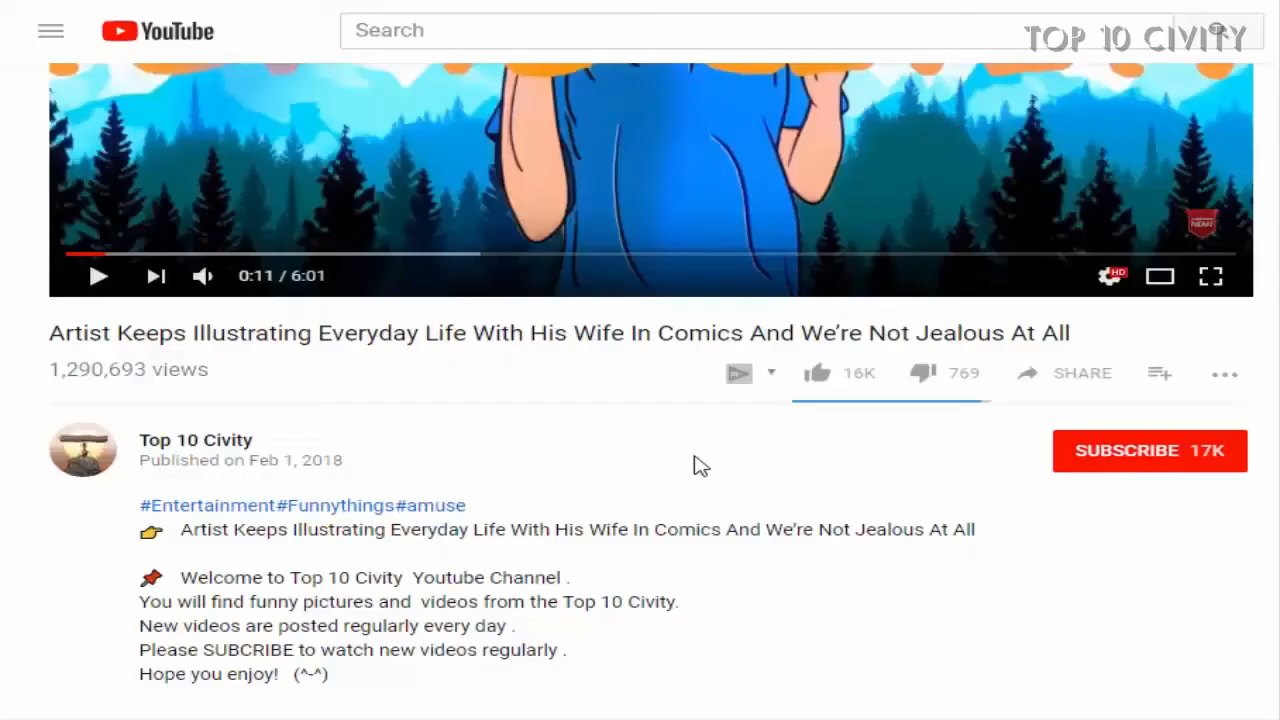 YouTube
Search
TOP 10 CIVITY
0:11 / 6:01
HD
Artist Keeps Illustrating Everyday Life With His Wife In Comics And We’re Not Jealous At All
1,290,693 views
16K
769
SHARE
Top 10 Civity
Published on Feb 1, 2018
SUBSCRIBE 17K
#Entertainment#Funnythings#amuse
👉 Artist Keeps Illustrating Everyday Life With His Wife In Comics And We’re Not Jealous At All
📌 Welcome to Top 10 Civity Youtube Channel .
You will find funny pictures and videos from the Top 10 Civity.
New videos are posted regularly every day .
Please SUBCRIBE to watch new videos regularly .
Hope you enjoy! (^-^)